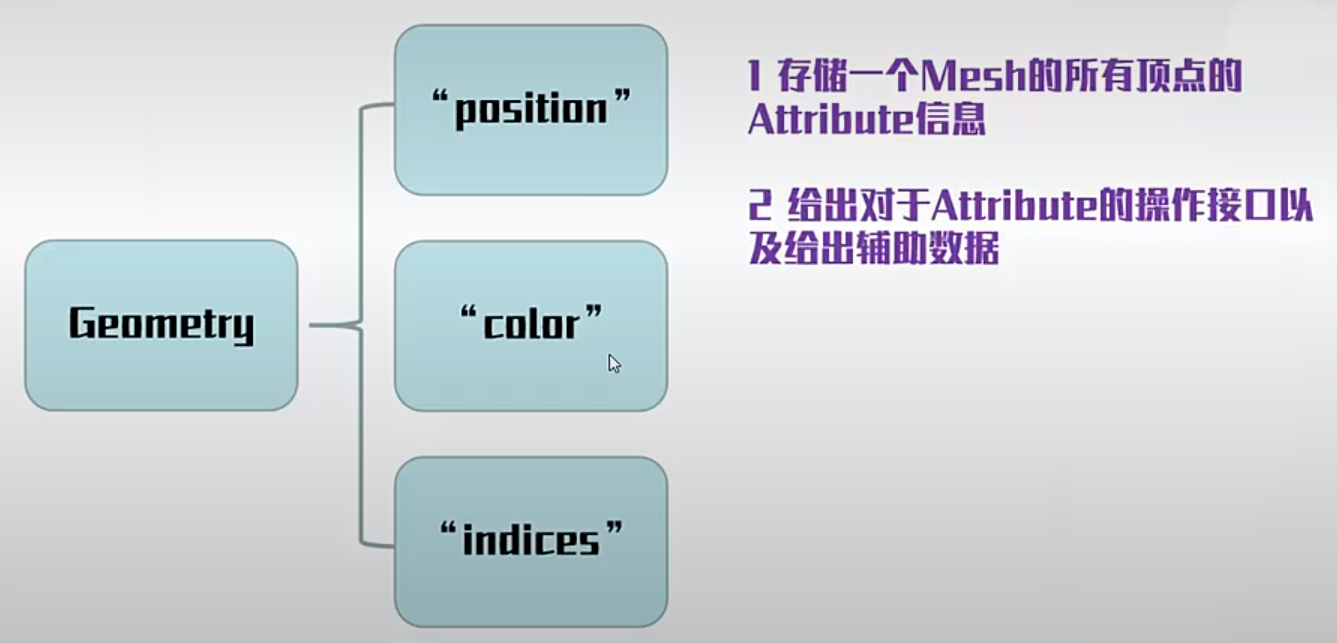 “position”
Geometry
“color”
“indices”
1 存储一个Mesh的所有顶点的
Attribute信息
2 给出对于Attribute的操作接口以
及给出辅助数据